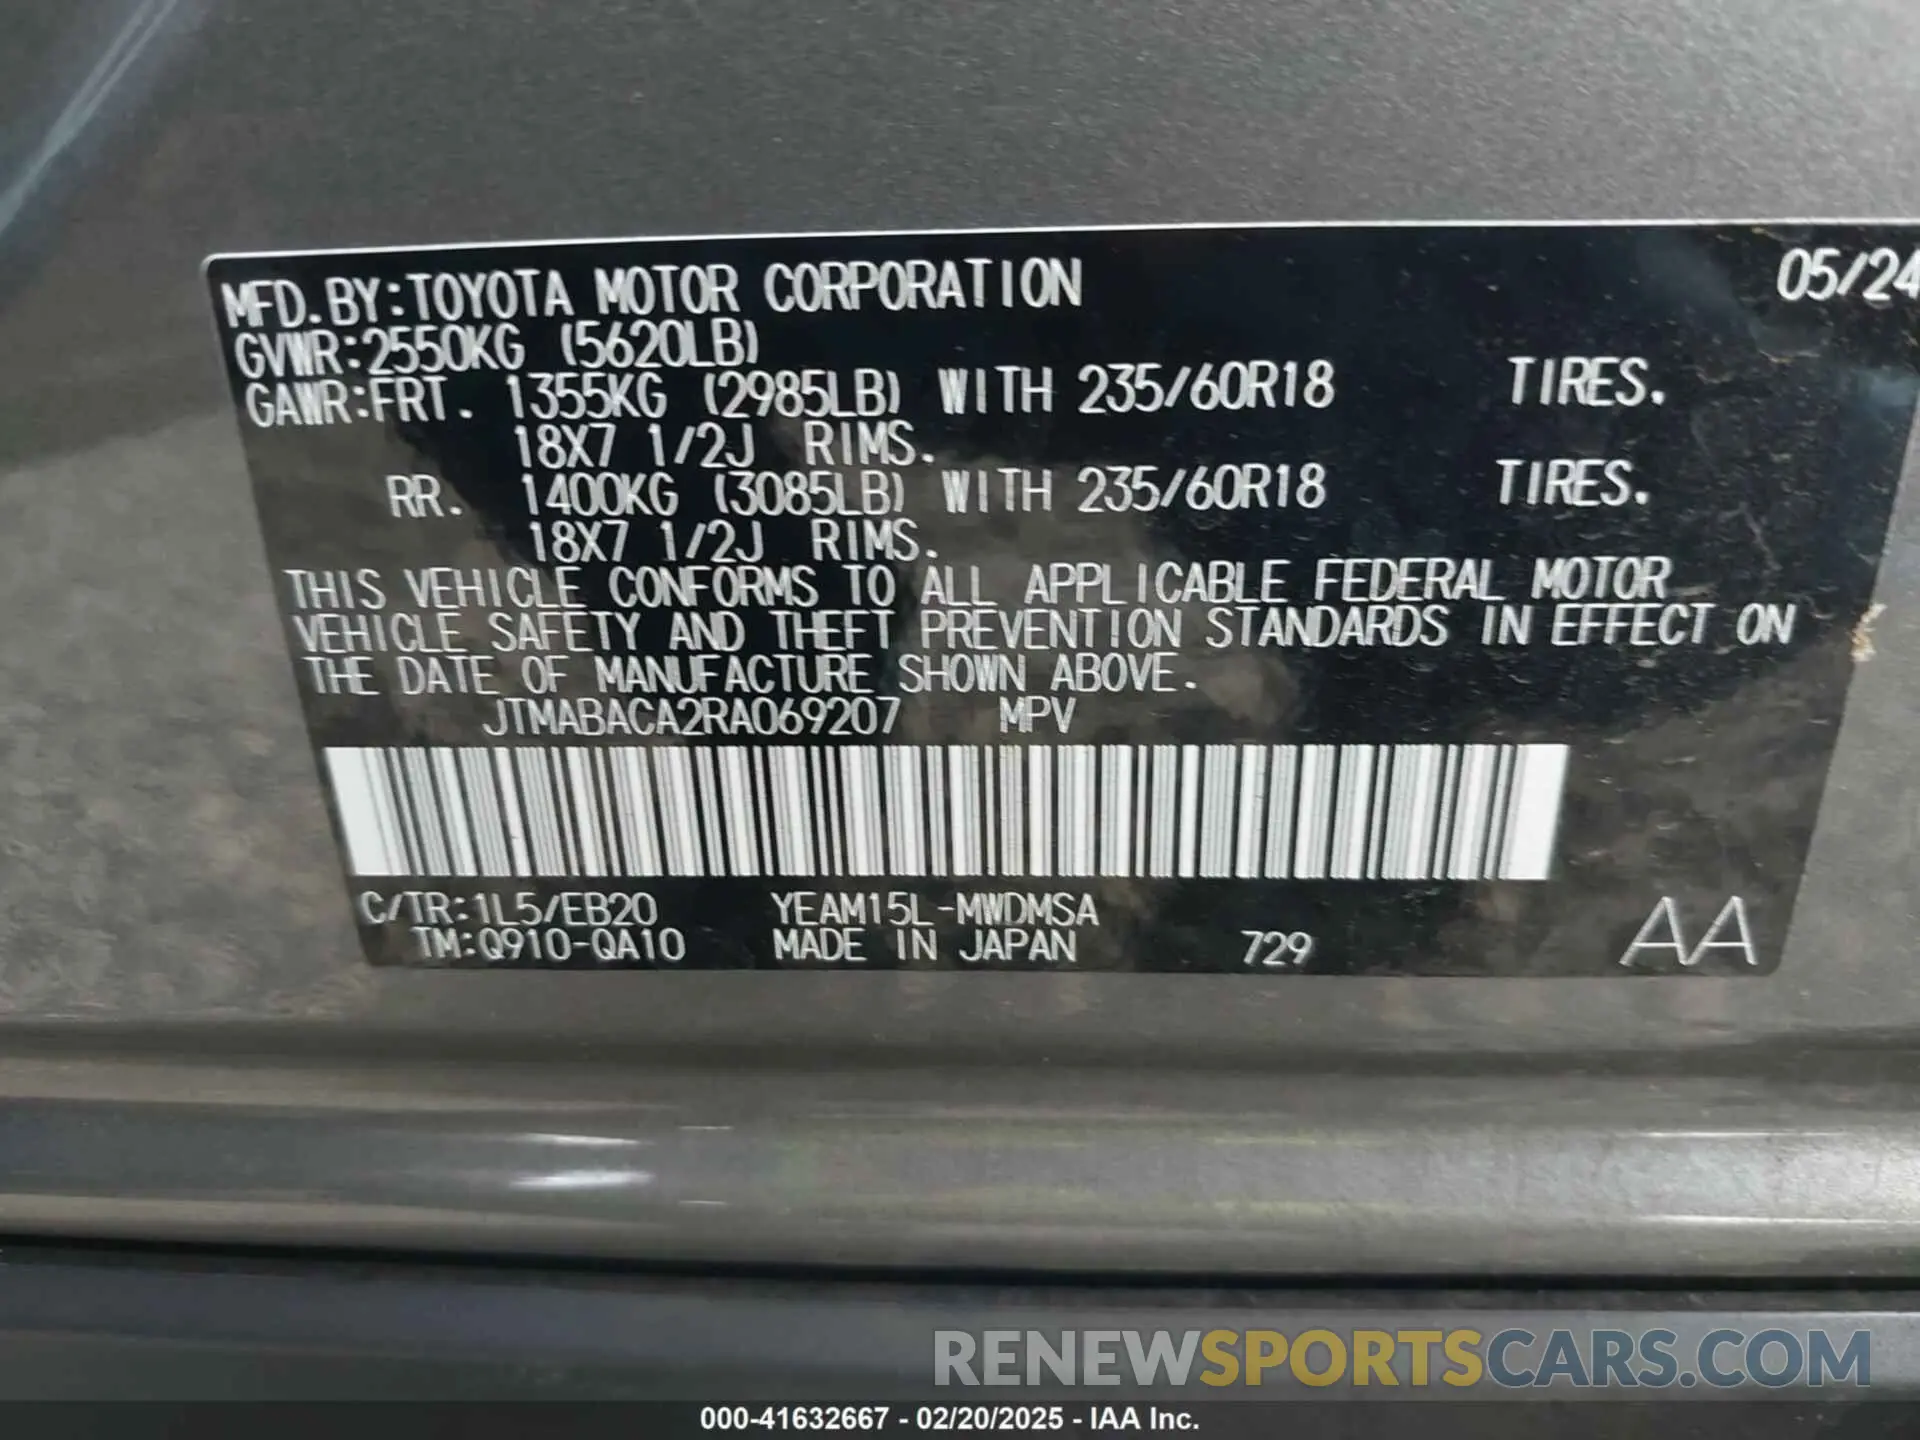 MFD.BY:TOYOTA MOTOR CORPORATION 05/24
GVWR:2550KG (5620LB)
GAWR:FRT. 1355KG (2985LB) WITH 235/60R18 TIRES.
18X7 1/2J RIMS.
RR. 1400KG (3085LB) WITH 235/60R18 TIRES.
18X7 1/2J RIMS.
THIS VEHICLE CONFORMS TO ALL APPLICABLE FEDERAL MOTOR
VEHICLE SAFETY AND THEFT PREVENTION STANDARDS IN EFFECT ON
THE DATE OF MANUFACTURE SHOWN ABOVE.
JTMABACA2RA069207 MPV
C/TR:1L5/EB20 YEAM15L-MWDMSA AA
TM:Q910-QA10 MADE IN JAPAN 729
RENEWSPORTSCARS.COM
000-41632667 - 02/20/2025 - IAA Inc.